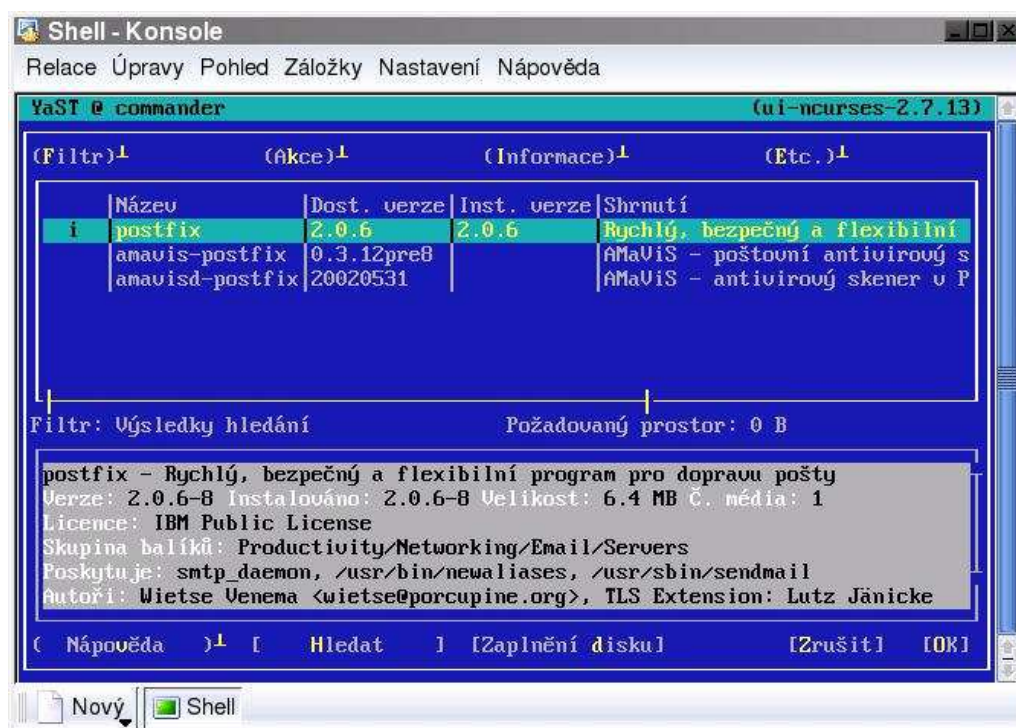 Shell - Konsole
Relace Úpravy Pohled Záložky Nastavení Nápověda
YaST @ commander (ui-ncurses-2.7.13)
(Filtr)┴ (Akce)┴ (Informace)┴ (Etc.)┴
|Název |Dost. verze|Inst. verze|Shrnutí
i |postfix |2.0.6 |2.0.6 |Rychlý, bezpečný a flexibilní
|amavis-postfix |0.3.12pre8 | |AMaViS - poštovní antivirový s
|amavisd-postfix|20020531 | |AMaViS - antivirový skener v P
Filtr: Výsledky hledání Požadovaný prostor: 0 B
postfix - Rychlý, bezpečný a flexibilní program pro dopravu pošty
Verze: 2.0.6-8 Instalováno: 2.0.6-8 Velikost: 6.4 MB Č. média: 1
Licence: IBM Public License
Skupina balíků: Productivity/Networking/Email/Servers
Poskytuje: smtp_daemon, /usr/bin/newaliases, /usr/sbin/sendmail
Autoři: Wietse Venema <wietse@porcupine.org>, TLS Extension: Lutz Jänicke
( Nápověda )┴ [ Hledat ] [Zaplnění disku] [Zrušit] [OK]
Nový Shell